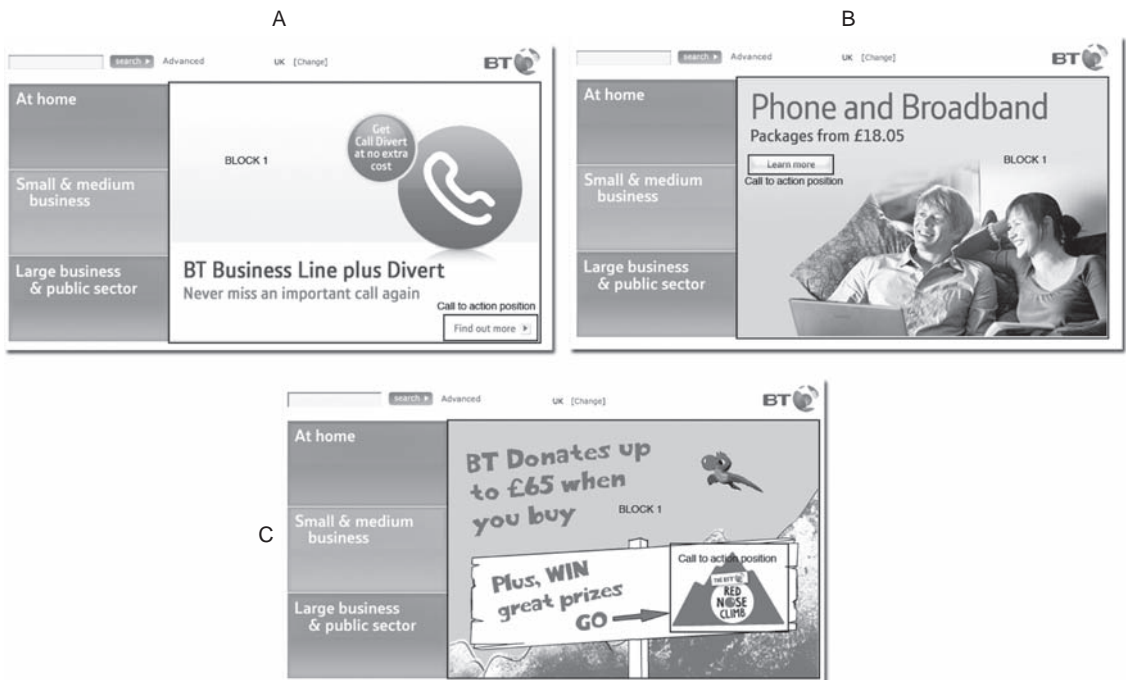 A
search
Advanced
UK [Change]
BT
At home
Small & medium
business
Large business
& public sector
Get
Call Divert
at no extra
cost
BLOCK 1
BT Business Line plus Divert
Never miss an important call again
Call to action position
Find out more
B
search
Advanced
UK [Change]
BT
At home
Small & medium
business
Large business
& public sector
Phone and Broadband
Packages from £18.05
Learn more
BLOCK 1
Call to action position
C
search
Advanced
UK [Change]
BT
At home
Small & medium
business
Large business
& public sector
BT Donates up
to £65 when
you buy
BLOCK 1
Plus, WIN
great prizes
GO
Call to action position
THE BT
RED
NOSE
CLIMB